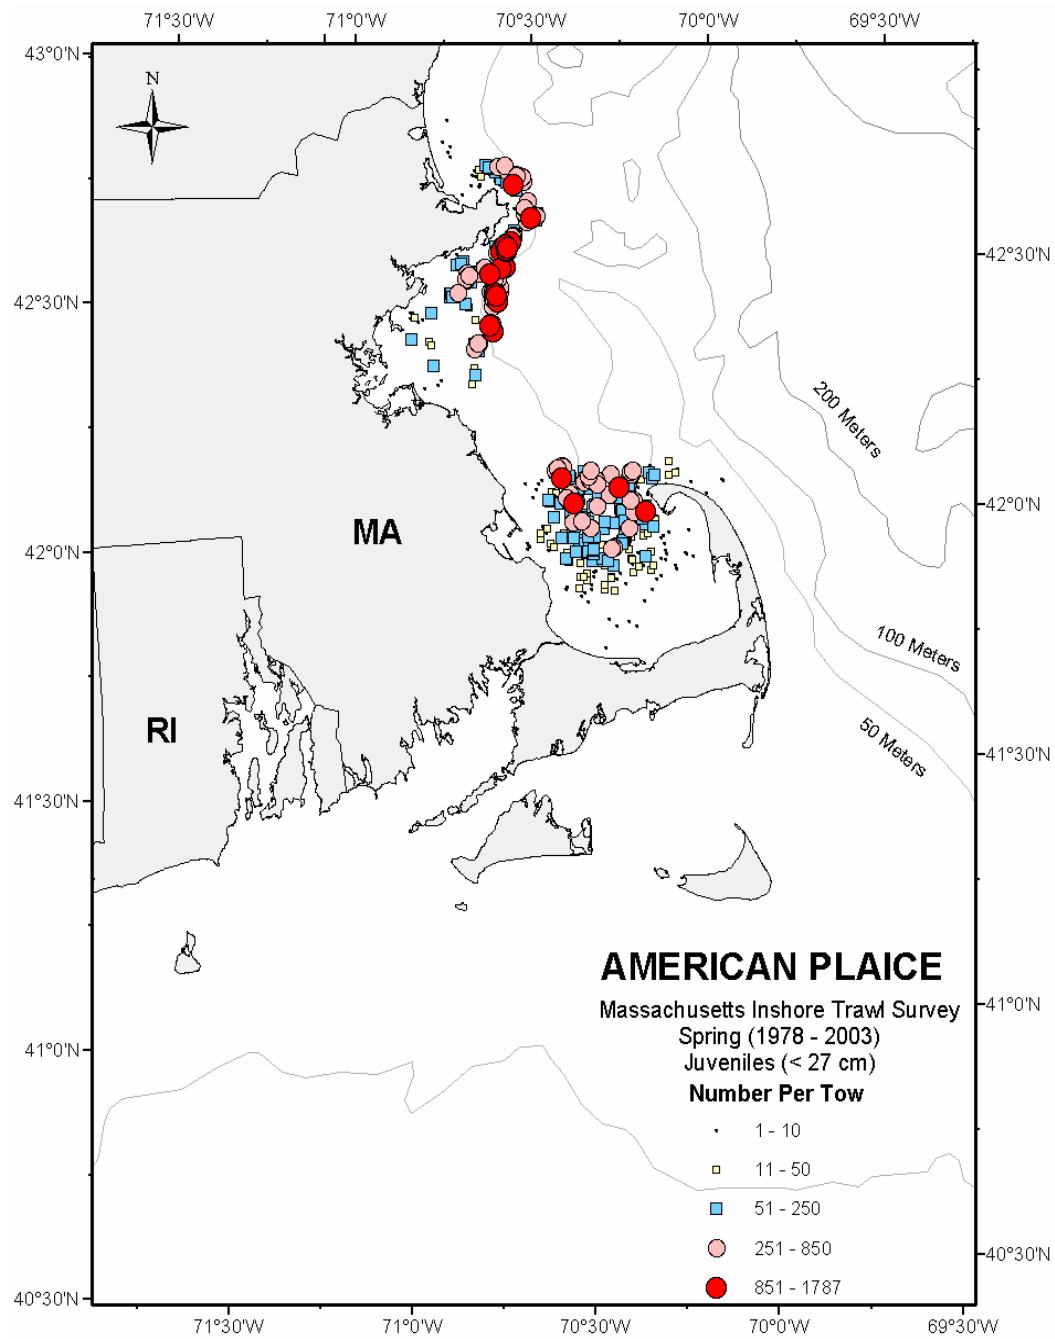 71°30'W 71°0'W 70°30'W 70°0'W 69°30'W
43°0'N
N
42°30'N
42°30'N
200 Meters
42°0'N
MA
42°0'N
100 Meters
RI
50 Meters
41°30'N
41°30'N
AMERICAN PLAICE
Massachusetts Inshore Trawl Survey
41°0'N
Spring (1978 - 2003)
41°0'N
Juveniles (< 27 cm)
Number Per Tow
1 - 10
11 - 50
51 - 250
251 - 850
40°30'N
851 - 1787
40°30'N
71°30'W 71°0'W 70°30'W 70°0'W 69°30'W